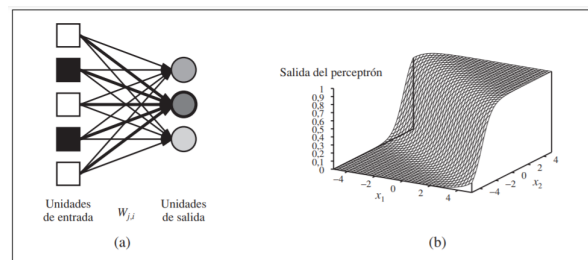 Salida del perceptrón
1
0,9
0,8
0,7
0,6
0,5
0,4
0,3
0,2
0,1
0
−4 −2 0 2 4
x1
−4 −2 0 2 4
x2
Unidades
de entrada
Wj,i
Unidades
de salida
(a)
(b)